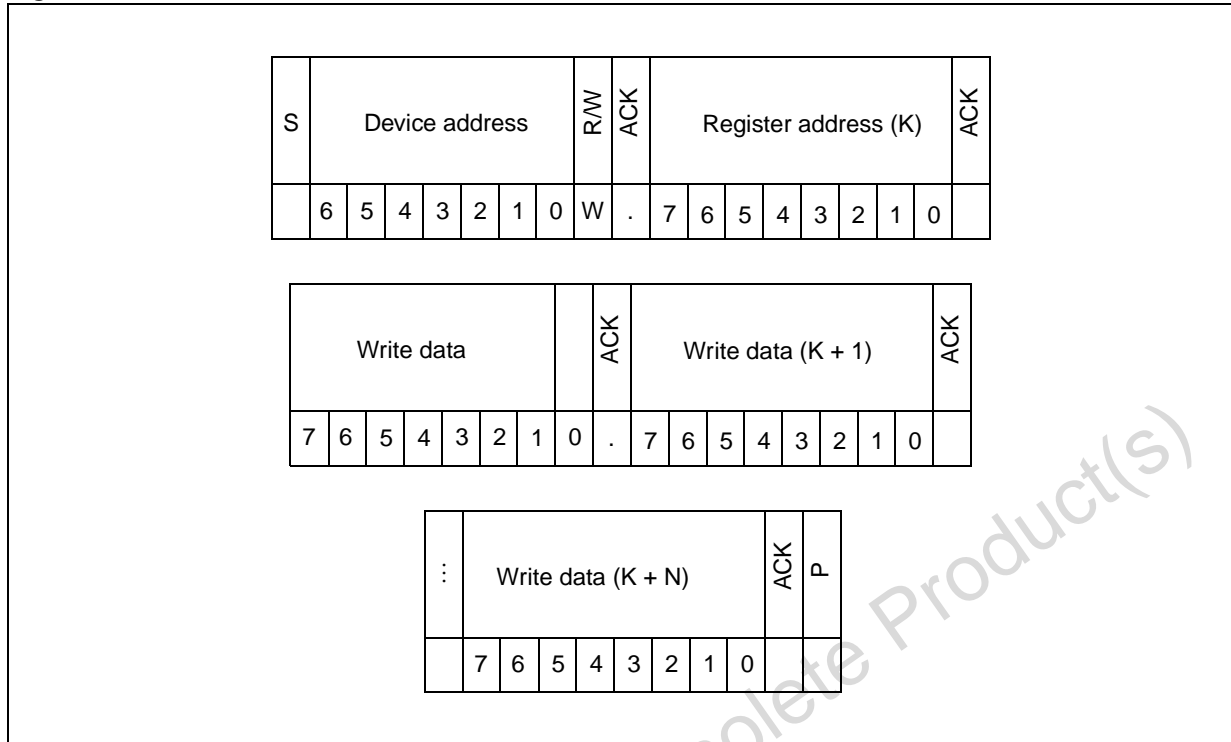 S Device address R/W ACK Register address (K) ACK
6 5 4 3 2 1 0 W . 7 6 5 4 3 2 1 0
Write data ACK Write data (K + 1) ACK
7 6 5 4 3 2 1 0 . 7 6 5 4 3 2 1 0
... Write data (K + N) ACK P
7 6 5 4 3 2 1 0
Product(s)